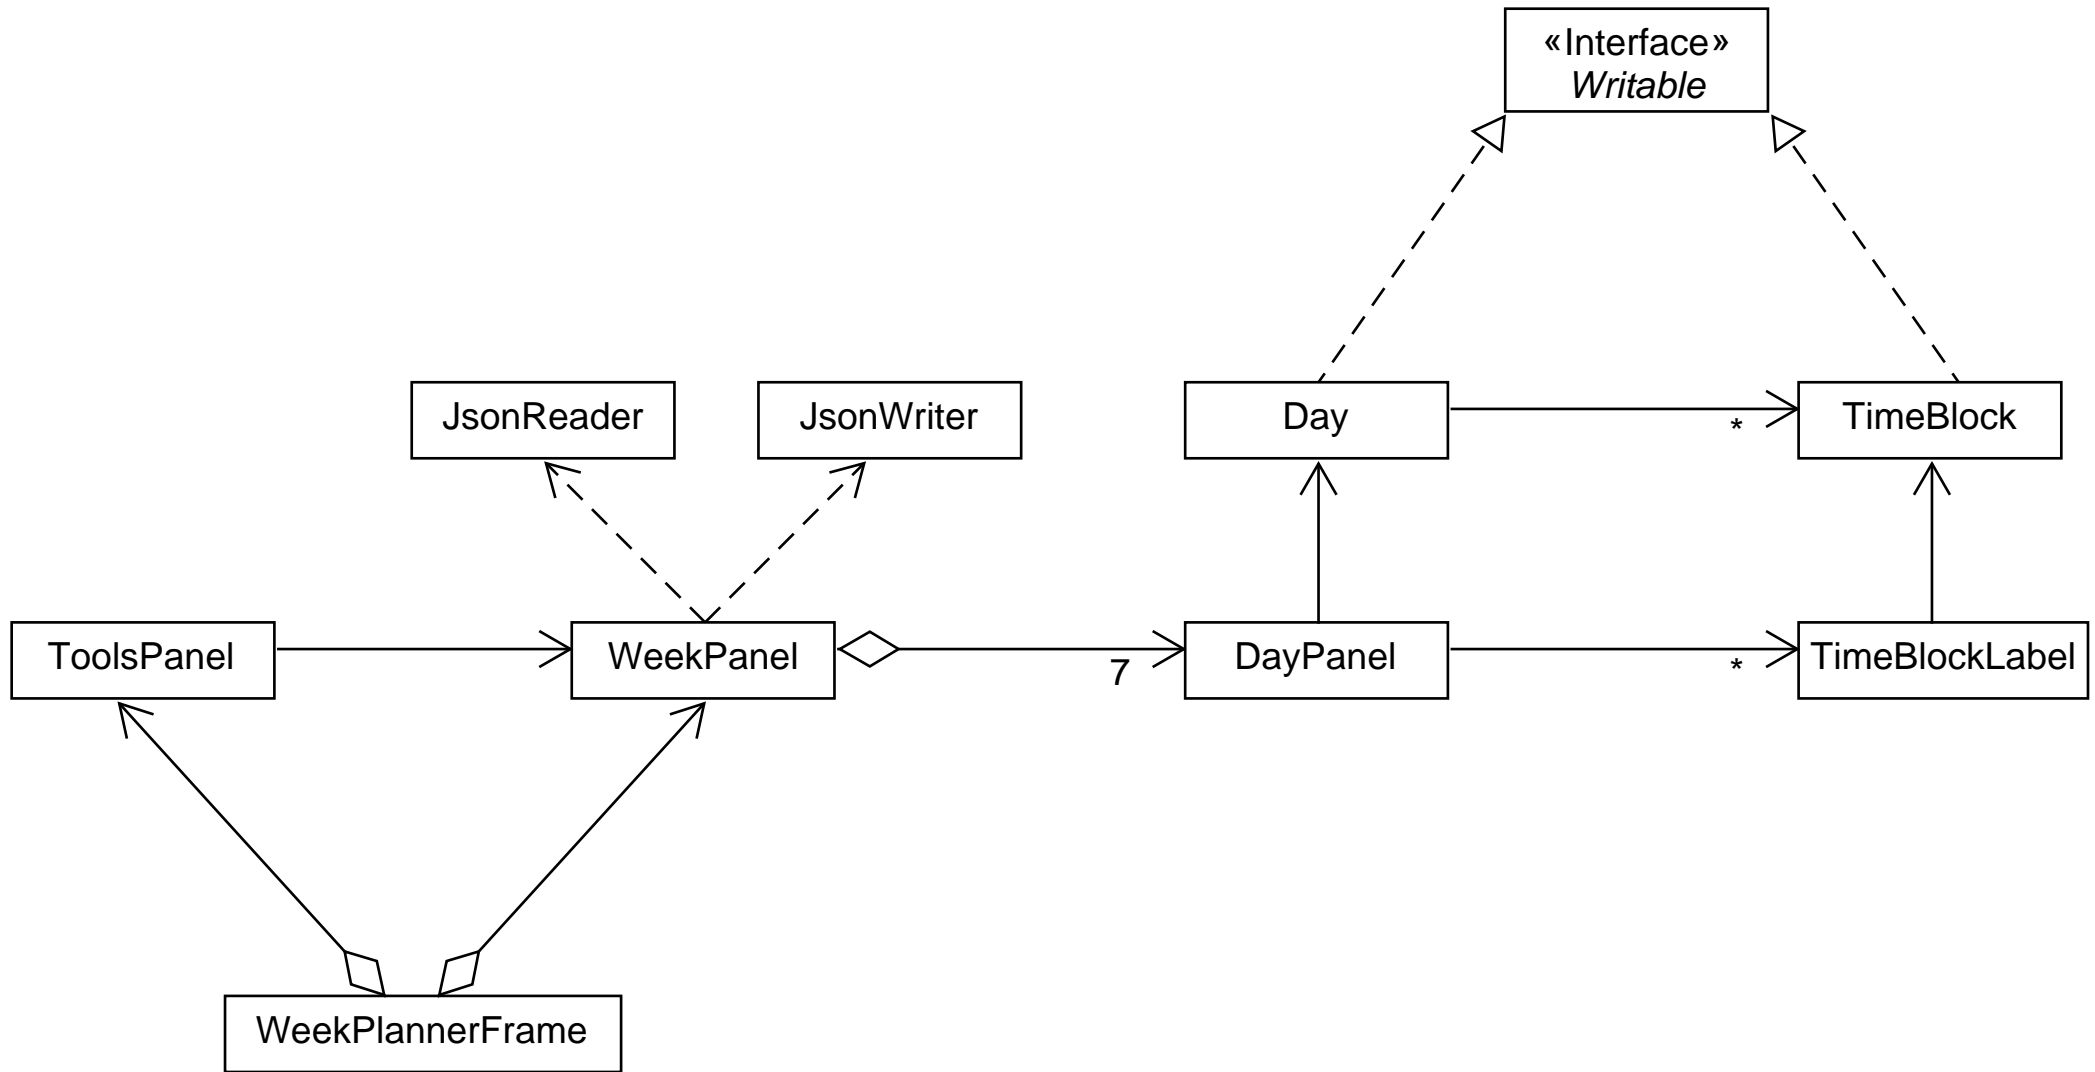 «Interface»
Writable
JsonReader
JsonWriter
Day
*
TimeBlock
ToolsPanel
WeekPanel
7
DayPanel
*
TimeBlockLabel
WeekPlannerFrame